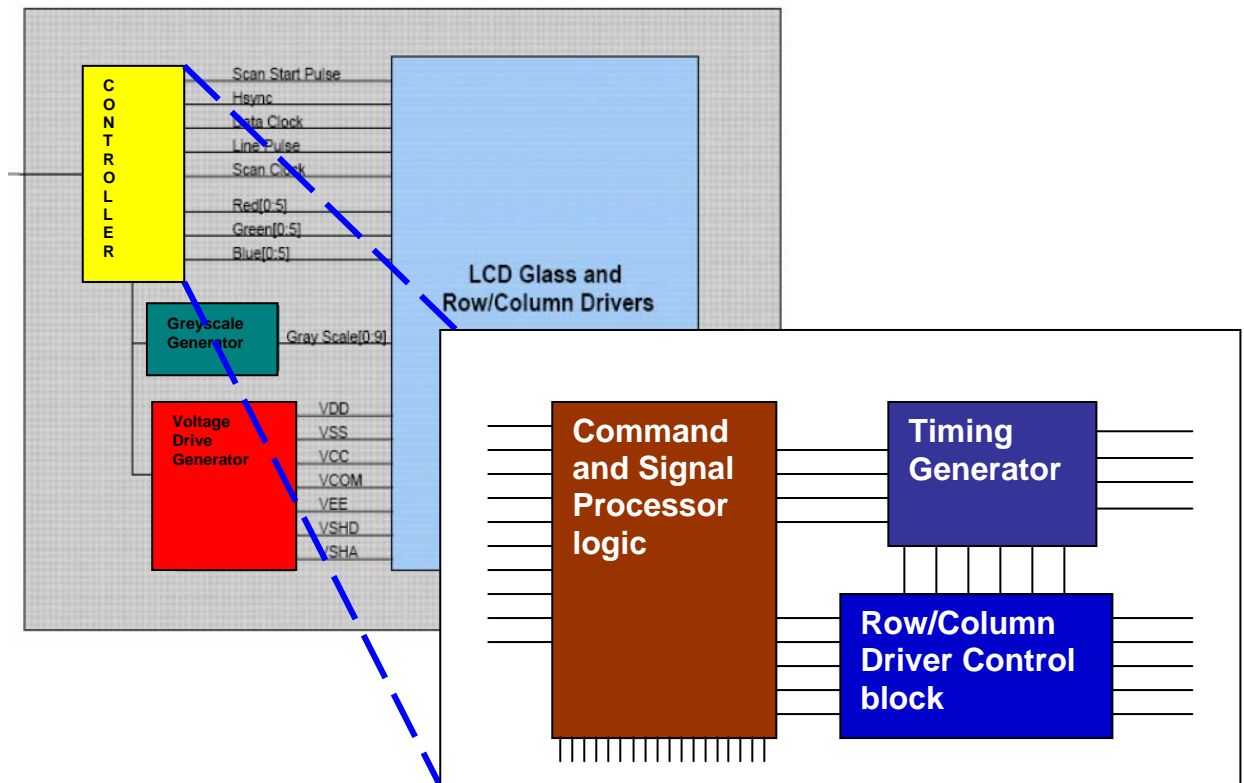 C
O
N
T
R
O
L
L
E
R
Scan Start Pulse
Hsync
Data Clock
Line Pulse
Scan Clock
Red[0:5]
Green[0:5]
Blue[0:5]
LCD Glass and
Row/Column Drivers
Greyscale
Generator
Gray Scale[0:9]
Voltage
Drive
Generator
VDD
VSS
VCC
VCOM
VEE
VSHD
VSHA
Command
and Signal
Processor
logic
Timing
Generator
Row/Column
Driver Control
block